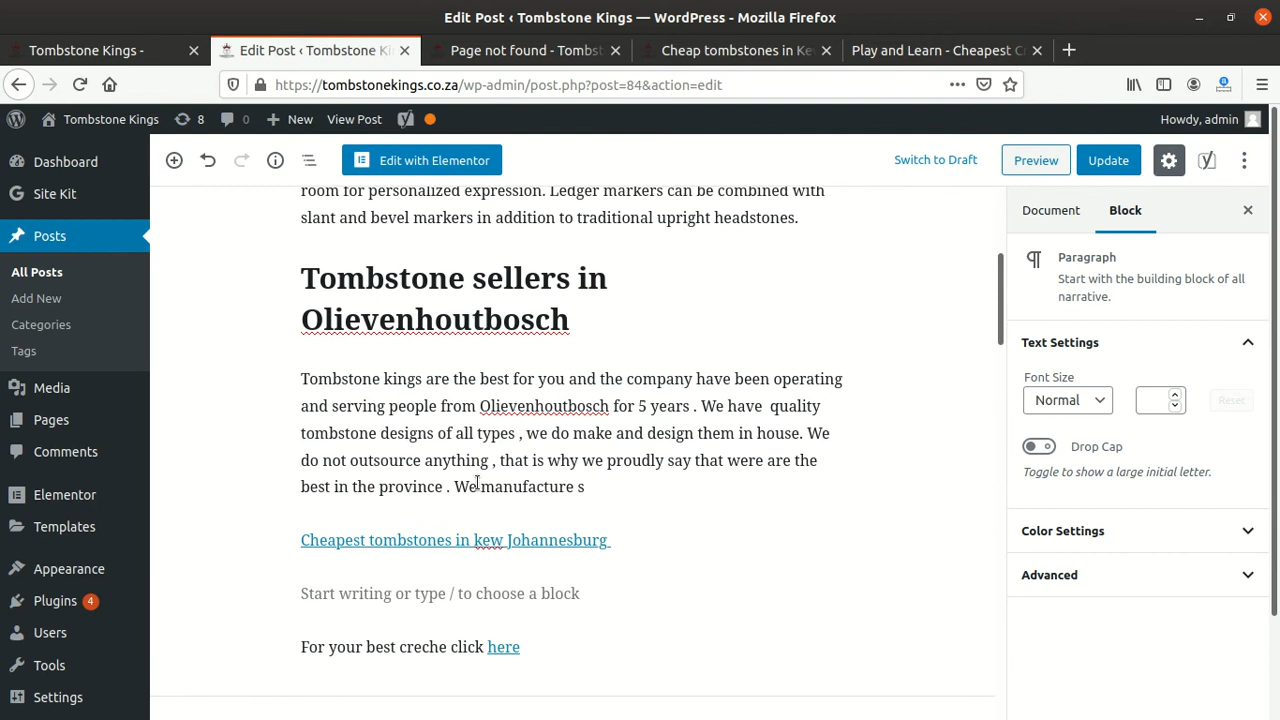 Edit Post ‹ Tombstone Kings — WordPress - Mozilla Firefox
Tombstone Kings -
Edit Post ‹ Tombstone Ki
Page not found - Tombst
Cheap tombstones in Ke
Play and Learn - Cheapest C
https://tombstonekings.co.za/wp-admin/post.php?post=84&action=edit
Tombstone Kings 8 0 New View Post Howdy, admin
Dashboard
Site Kit
Posts
All Posts
Add New
Categories
Tags
Media
Pages
Comments
Elementor
Templates
Appearance
Plugins 4
Users
Tools
Settings
Edit with Elementor Switch to Draft Preview Update
room for personalized expression. Ledger markers can be combined with
slant and bevel markers in addition to traditional upright headstones.
Tombstone sellers in
Olievenhoutbosch
Tombstone kings are the best for you and the company have been operating
and serving people from Olievenhoutbosch for 5 years . We have  quality
tombstone designs of all types , we do make and design them in house. We
do not outsource anything , that is why we proudly say that were are the
best in the province . We manufacture s
Cheapest tombstones in kew Johannesburg
Start writing or type / to choose a block
For your best creche click here
Document Block
Paragraph
Start with the building block of all
narrative.
Text Settings
Font Size
Normal
Reset
Drop Cap
Toggle to show a large initial letter.
Color Settings
Advanced